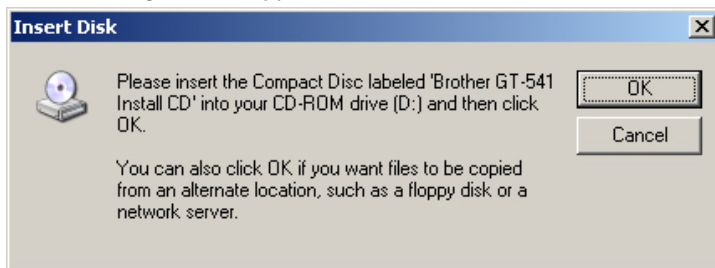 Insert Disk
Please insert the Compact Disc labeled 'Brother GT-541
Install CD' into your CD-ROM drive (D:) and then click
OK.
You can also click OK if you want files to be copied
from an alternate location, such as a floppy disk or a
network server.
OK
Cancel